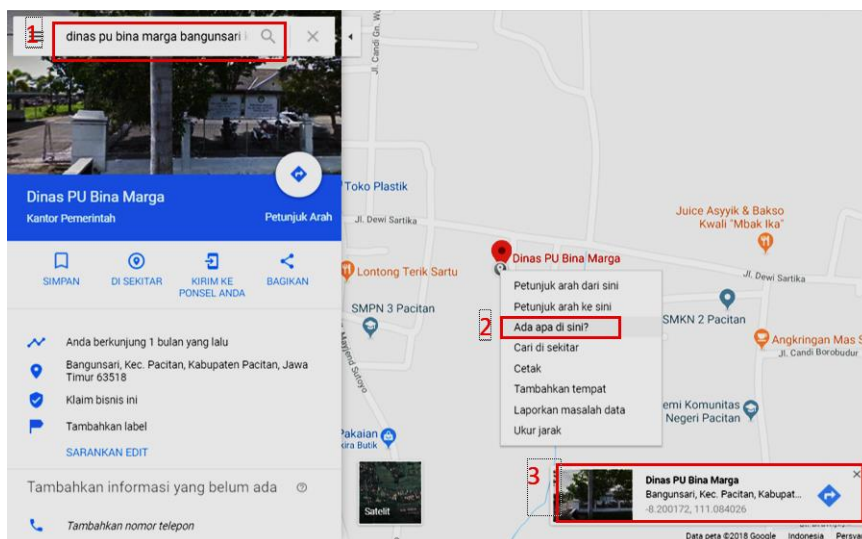 1
dinas pu bina marga bangunsari
Dinas PU Bina Marga
Kantor Pemerintah
Petunjuk Arah
SIMPAN
DI SEKITAR
KIRIM KE
PONSEL ANDA
BAGIKAN
Anda berkunjung 1 bulan yang lalu
Bangunsari, Kec. Pacitan, Kabupaten Pacitan, Jawa
Timur 63518
Klaim bisnis ini
Tambahkan label
SARANKAN EDIT
Tambahkan informasi yang belum ada
Tambahkan nomor telepon
Jl. Candi Gn. Wu
Toko Plastik
Jl. Dewi Sartika
Juice Asyyik & Bakso
Kwali "Mbak Ika"
Dinas PU Bina Marga
Lontong Terik Sartu
Jl. Dewi Sartika
SMPN 3 Pacitan
SMKN 2 Pacitan
Angkringan Mas S
Jl. Candi Borobudur
Mayjend Sutoyo
Petunjuk arah dari sini
Petunjuk arah ke sini
2
Ada apa di sini?
Cari di sekitar
Cetak
Tambahkan tempat
Laporkan masalah data
Ukur jarak
emi Komunitas
Negeri Pacitan
Pakaian
kira Butik
Satelit
3
Dinas PU Bina Marga
Bangunsari, Kec. Pacitan, Kabupat...
-8.200172, 111.084026
Data peta ©2018 Google Indonesia Persya